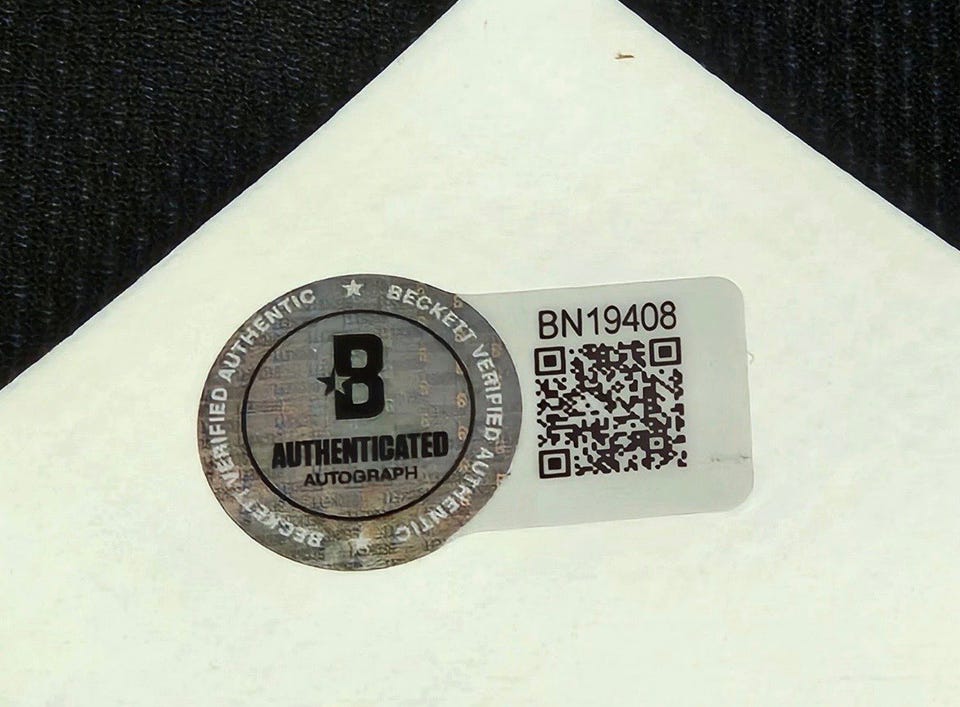 BECKETT VERIFIED AUTHENTIC ★ BECKETT VERIFIED AUTHENTIC ★
B
AUTHENTICATED
AUTOGRAPH
BN19408